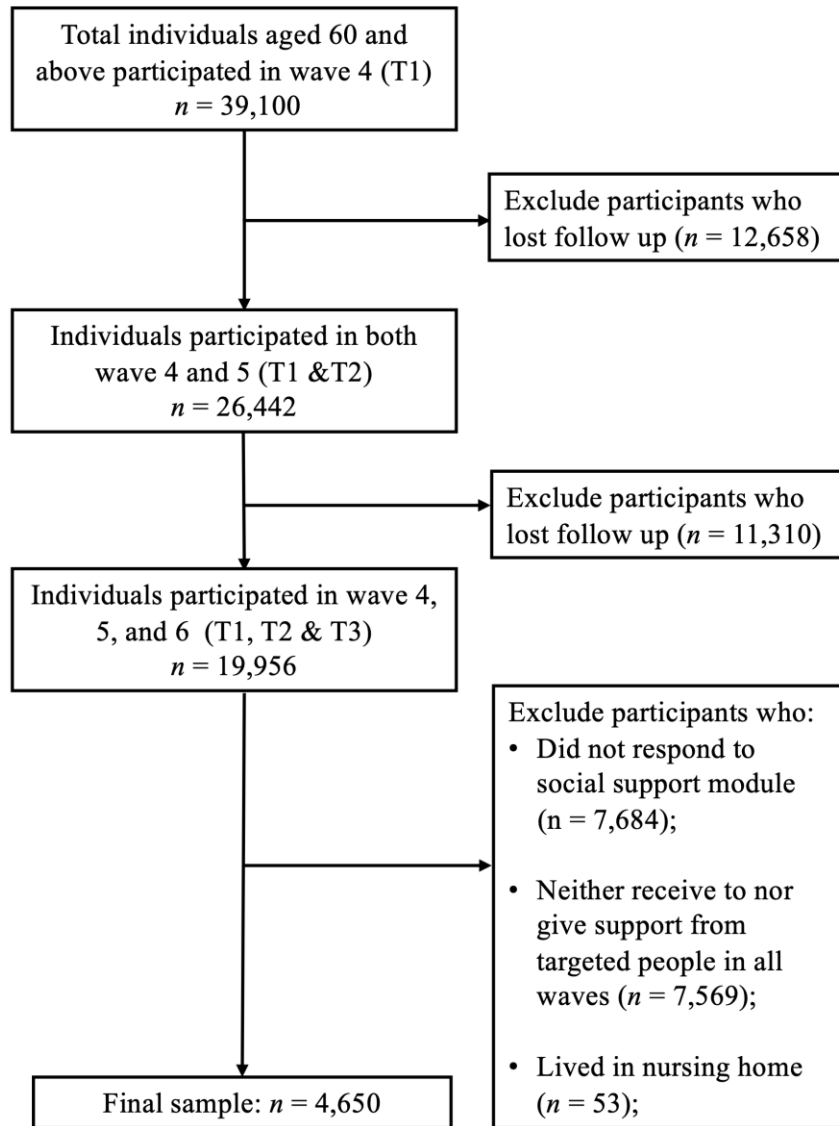 Total individuals aged 60 and
above participated in wave 4 (T1)
n = 39,100
Exclude participants who
lost follow up (n = 12,658)
Individuals participated in both
wave 4 and 5 (T1 &T2)
n = 26,442
Exclude participants who
lost follow up (n = 11,310)
Individuals participated in wave 4,
5, and 6 (T1, T2 & T3)
n = 19,956
Exclude participants who:
• Did not respond to
social support module
(n = 7,684);
• Neither receive to nor
give support from
targeted people in all
waves (n = 7,569);
• Lived in nursing home
(n = 53);
Final sample: n = 4,650